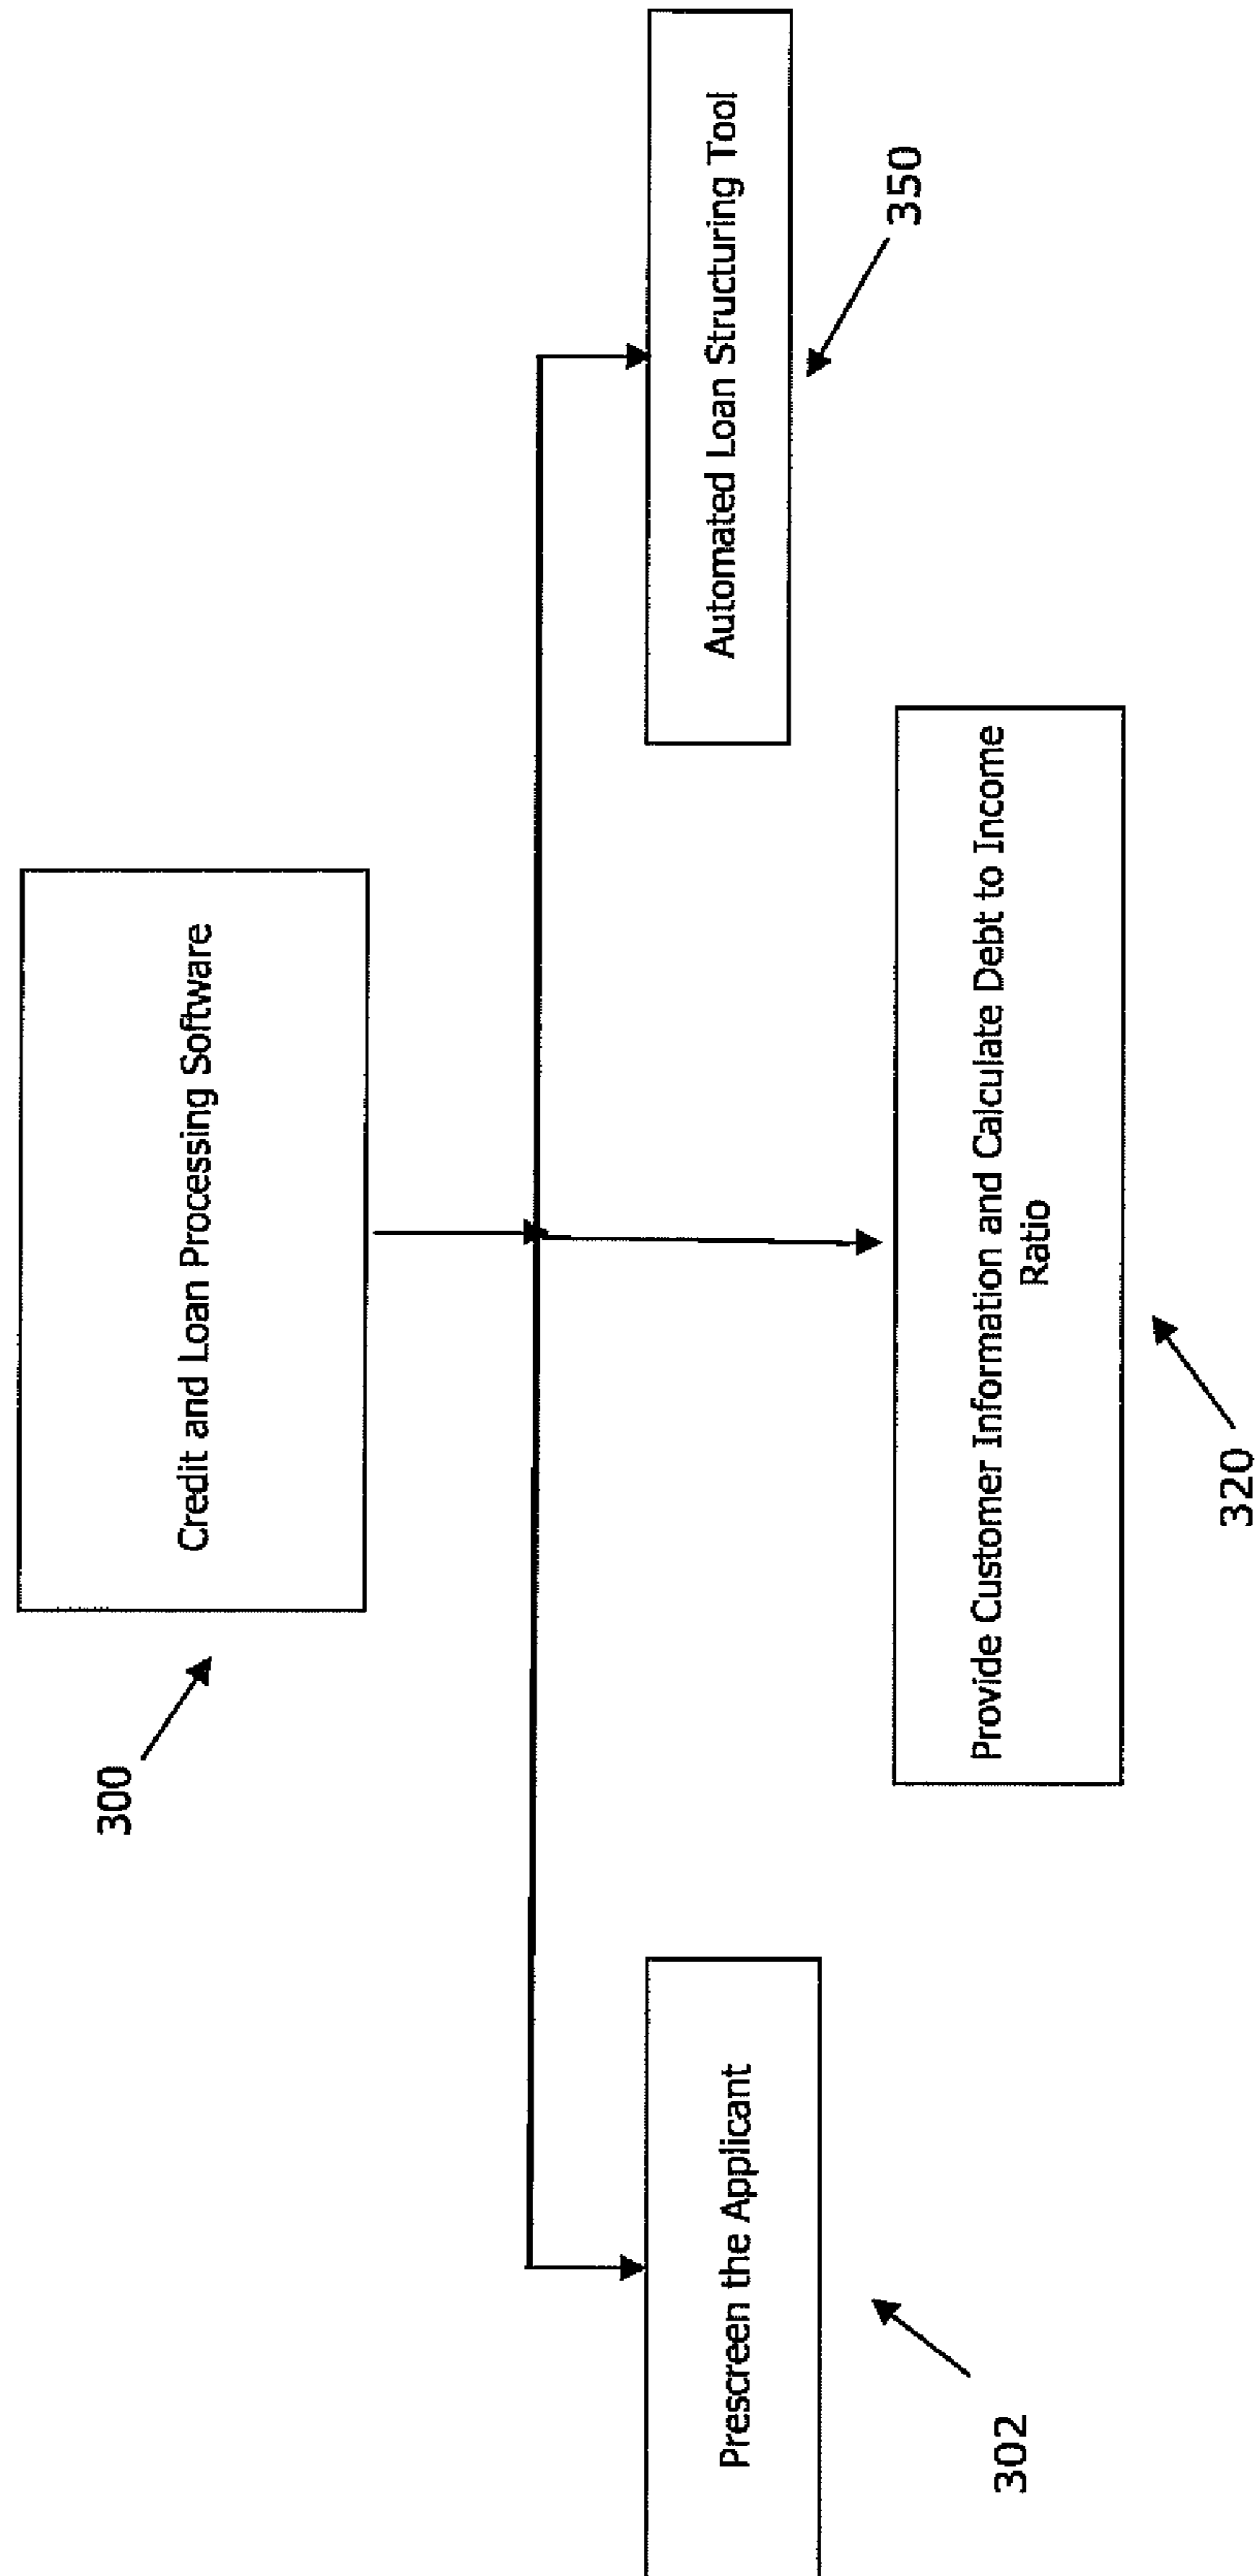 300
Credit and Loan Processing Software
Prescreen the Applicant
302
Provide Customer Information and Calculate Debt to Income
Ratio
320
Automated Loan Structuring Tool
350